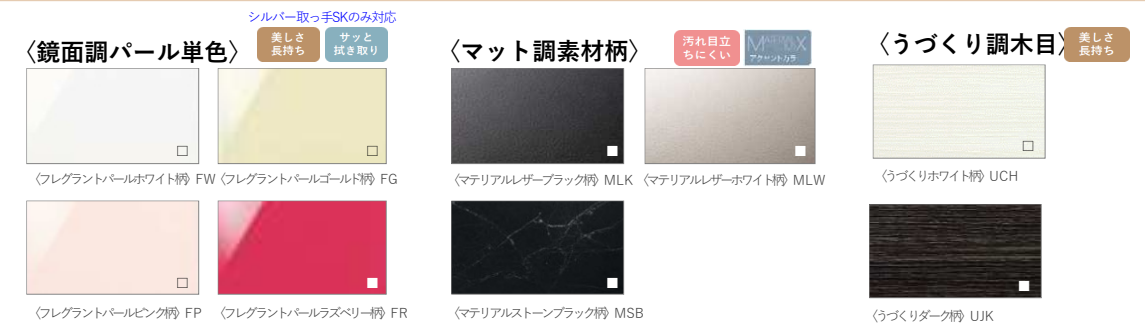 シルバー取っ手SKのみ対応
〈鏡面調パール単色〉
美しさ
長持ち
サッと
拭き取り
〈フレグラントパールホワイト柄〉 FW
〈フレグラントパールゴールド柄〉 FG
〈フレグラントパールピンク柄〉 FP
〈フレグラントパールラズベリー柄〉 FR
〈マット調素材柄〉
汚れ目立
ちにくい
アクセントカラー
〈マテリアルレザーブラック柄〉 MLK
〈マテリアルレザーホワイト柄〉 MLW
〈マテリアルストーンブラック柄〉 MSB
〈うづくり調木目〉
美しさ
長持ち
〈うづくりホワイト柄〉 UCH
〈うづくりダーク柄〉 UJK